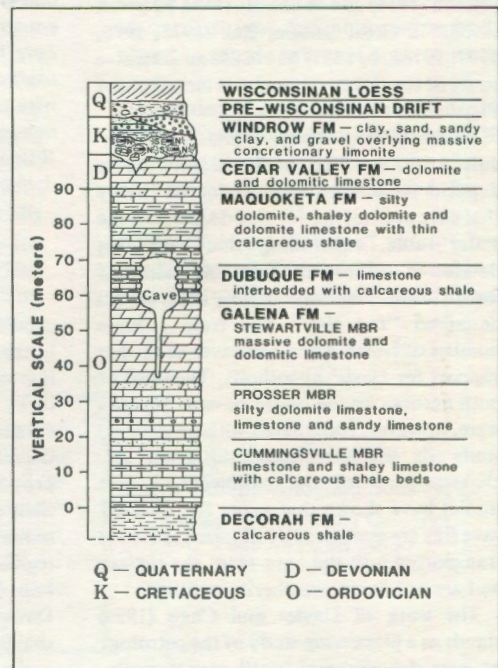 WISCONSINAN LOESS
PRE-WISCONSINAN DRIFT
WINDROW FM — clay, sand, sandy
clay, and gravel overlying massive
concretionary limonite
CEDAR VALLEY FM — dolomite
and dolomitic limestone
MAQUOKETA FM — silty
dolomite, shaley dolomite and
dolomite limestone with thin
calcareous shale
DUBUQUE FM — limestone
interbedded with calcareous shale
GALENA FM —
STEWARTVILLE MBR
massive dolomite and
dolomitic limestone
PROSSER MBR
silty dolomite limestone,
limestone and sandy limestone
CUMMINGSVILLE MBR
limestone and shaley limestone
with calcareous shale beds
DECORAH FM —
calcareous shale
Q
K
D
O
VERTICAL SCALE (meters)
90
80
70
60
50
40
30
20
10
0
Cave
Q — QUATERNARY
K — CRETACEOUS
D — DEVONIAN
O — ORDOVICIAN